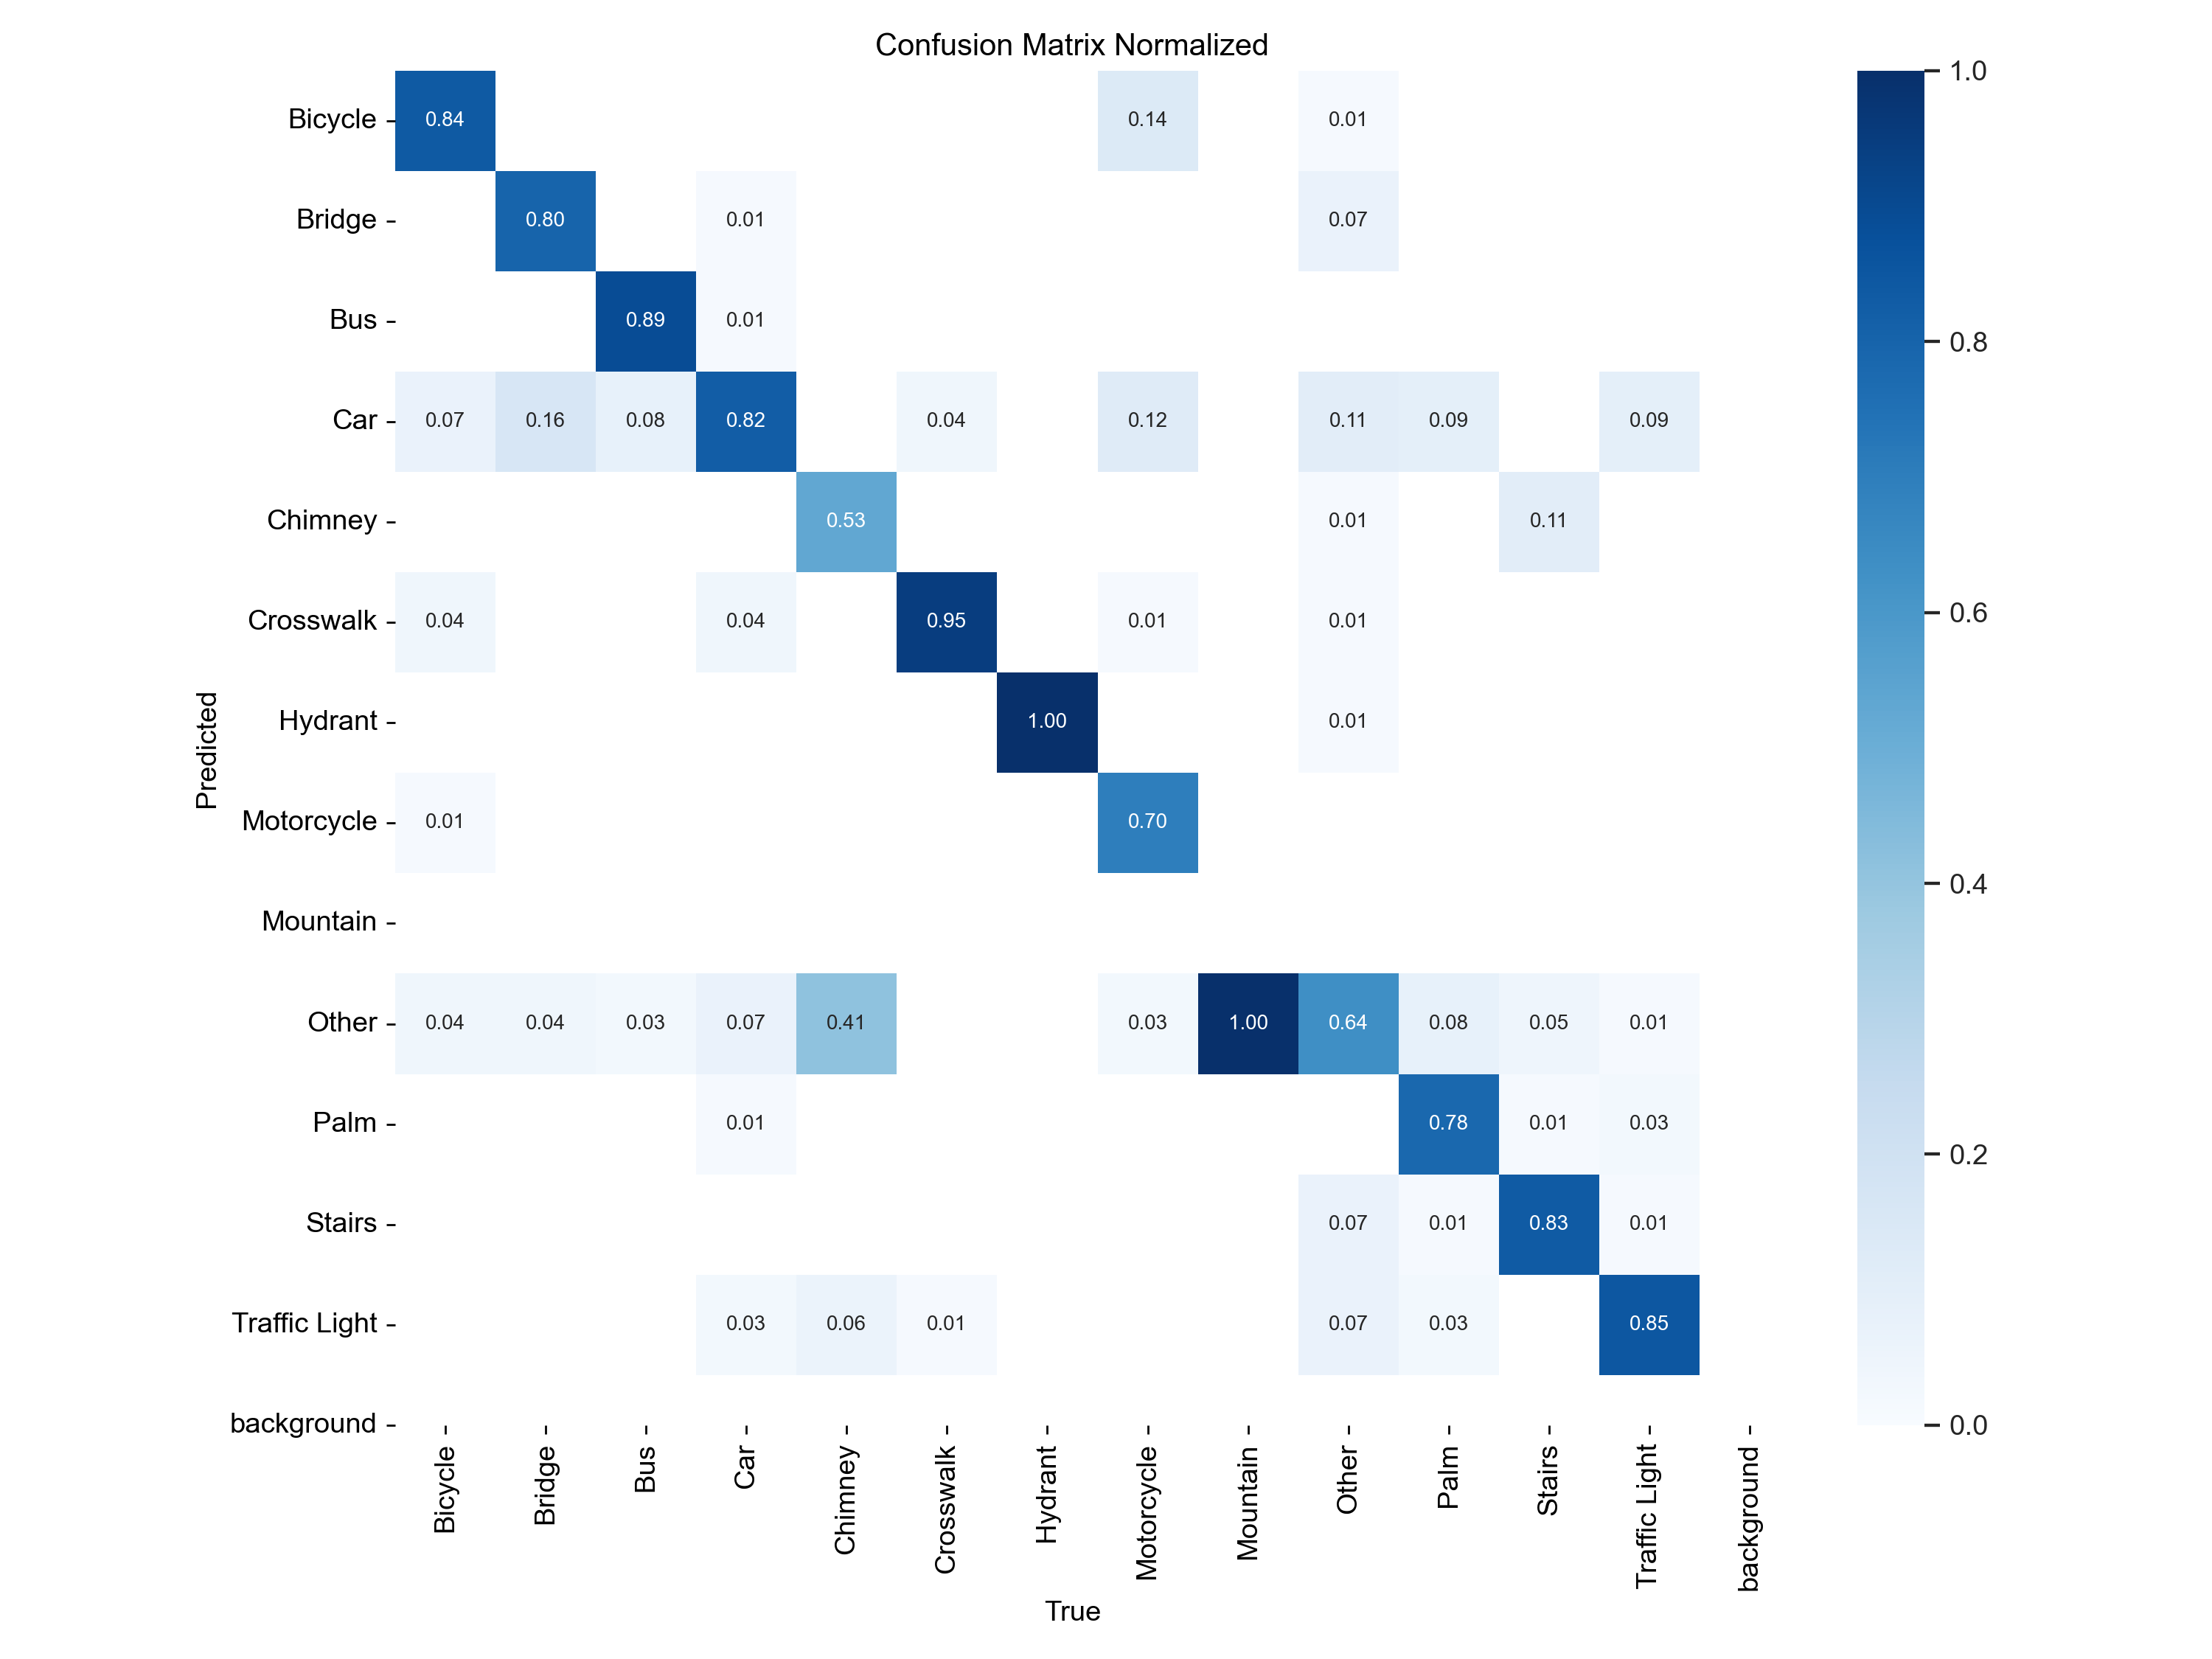 Confusion Matrix Normalized
Bicycle 0.84 0.14 0.01
Bridge 0.80 0.01 0.07
Bus 0.89 0.01
Car 0.07 0.16 0.08 0.82 0.04 0.12 0.11 0.09 0.09
Chimney 0.53 0.01 0.11
Crosswalk 0.04 0.04 0.95 0.01 0.01
Hydrant 1.00 0.01
Motorcycle 0.01 0.70
Mountain
Other 0.04 0.04 0.03 0.07 0.41 0.03 1.00 0.64 0.08 0.05 0.01
Palm 0.01 0.78 0.01 0.03
Stairs 0.07 0.01 0.83 0.01
Traffic Light 0.03 0.06 0.01 0.07 0.03 0.85
background
Predicted
Bicycle
Bridge
Bus
Car
Chimney
Crosswalk
Hydrant
Motorcycle
Mountain
Other
Palm
Stairs
Traffic Light
background
True
1.0
0.8
0.6
0.4
0.2
0.0